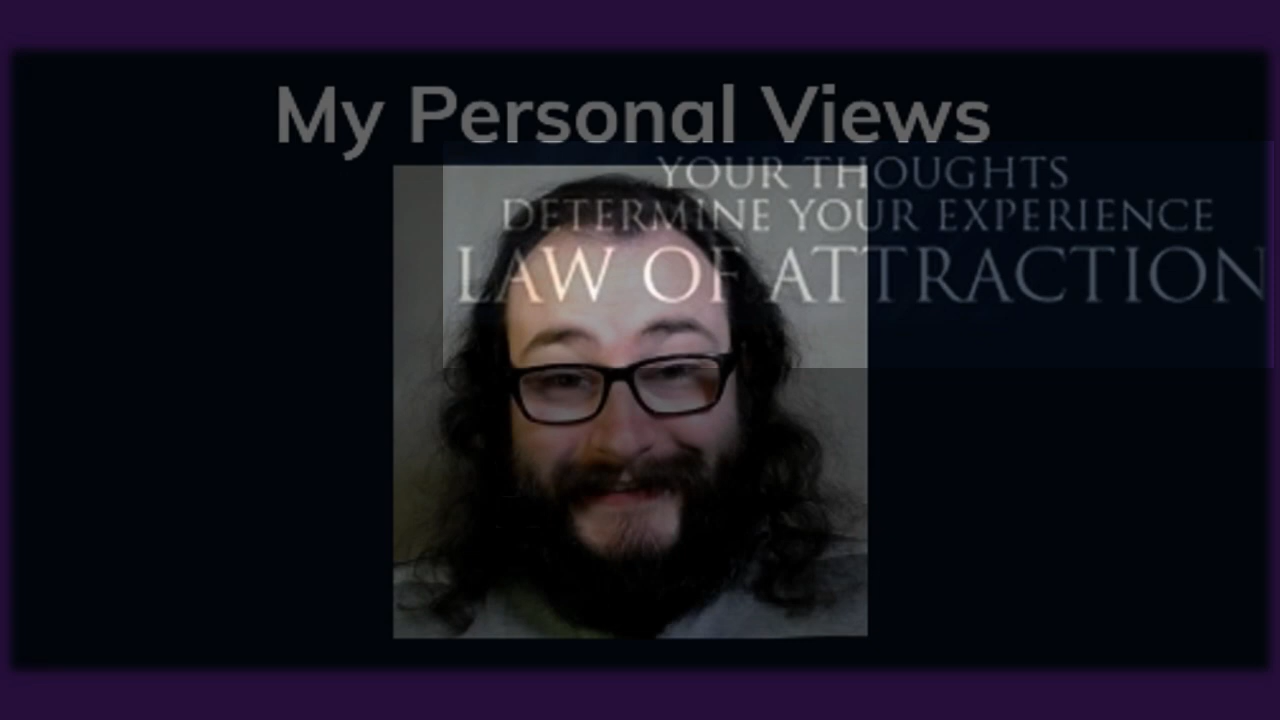 My Personal Views
YOUR THOUGHTS
DETERMINE YOUR EXPERIENCE
LAW OF ATTRACTION